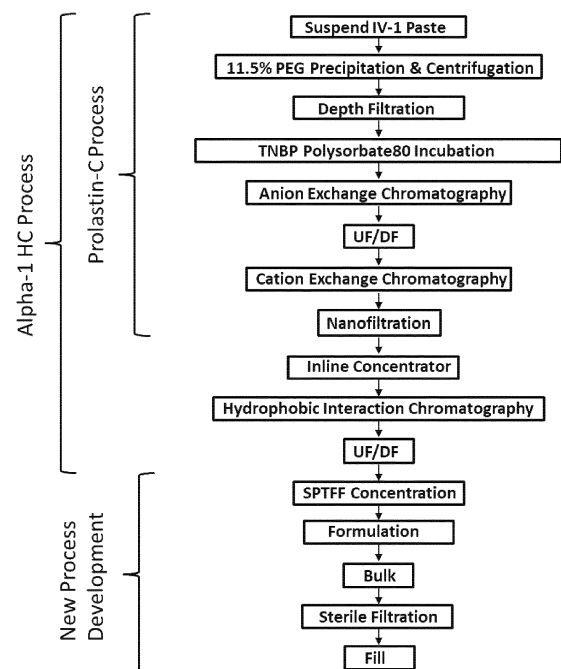 Suspend IV-1 Paste
11.5% PEG Precipitation & Centrifugation
Depth Filtration
TNBP Polysorbate80 Incubation
Anion Exchange Chromatography
UF/DF
Cation Exchange Chromatography
Nanofiltration
Inline Concentrator
Hydrophobic Interaction Chromatography
UF/DF
SPTFF Concentration
Formulation
Bulk
Sterile Filtration
Fill
Alpha-1 HC Process
Prolastin-C Process
New Process
Development